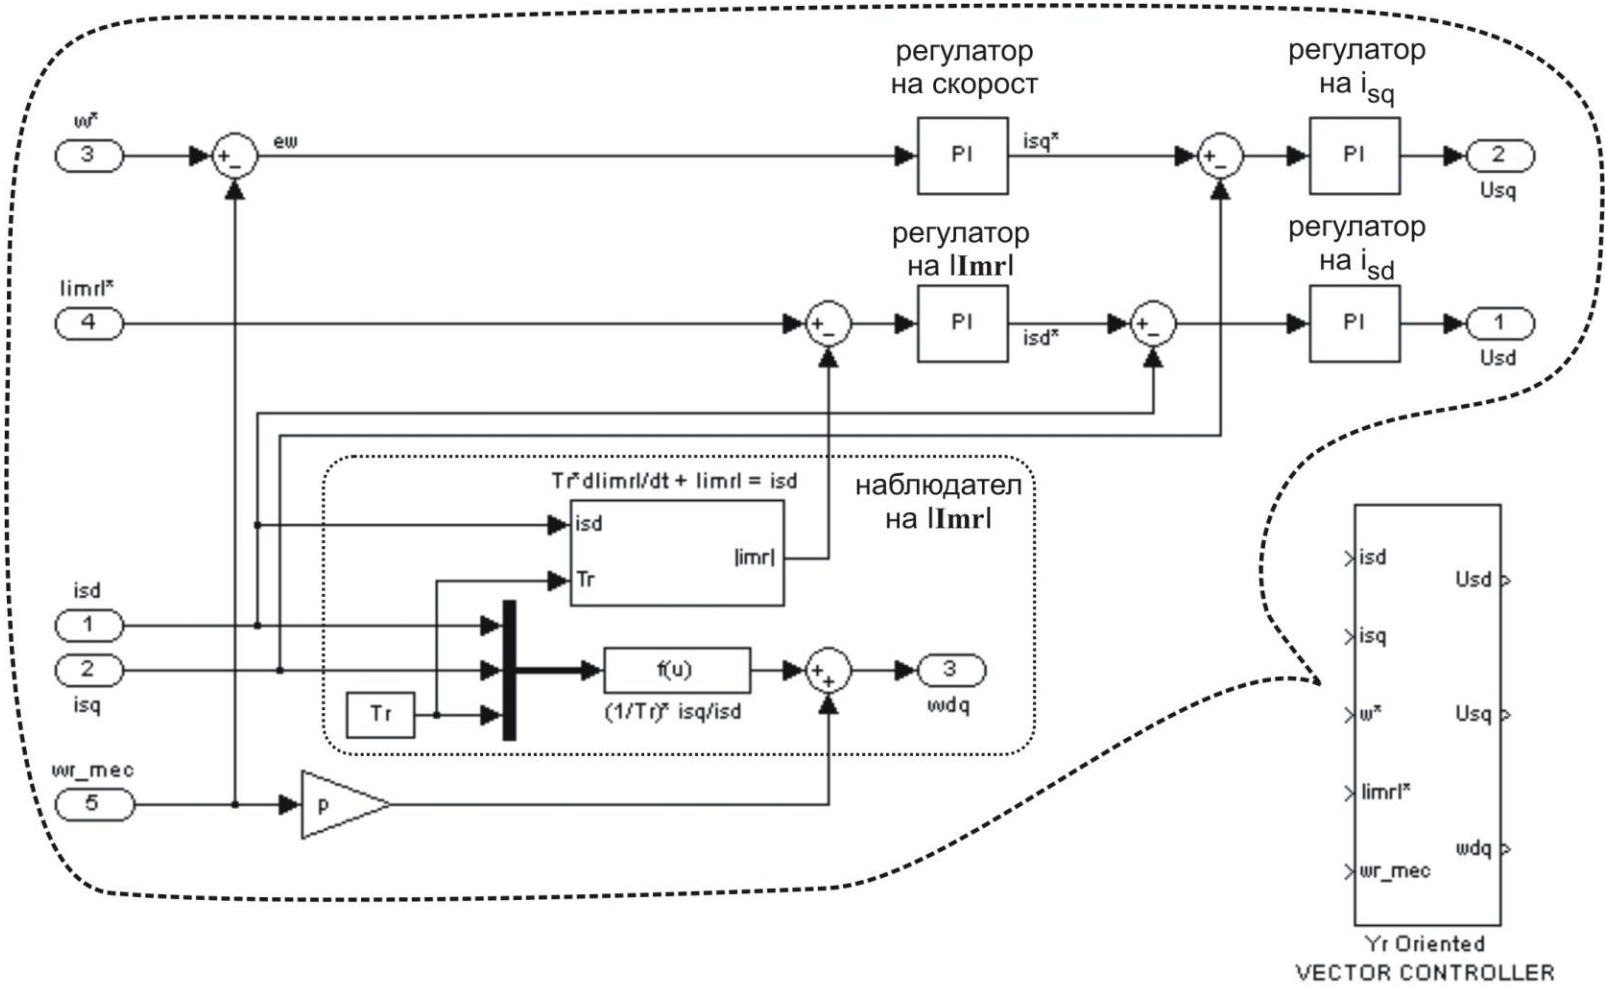 регулатор
на скорост
регулатор
на isq
w*
3
+
−
ew
PI
isq*
+
−
PI
2
Usq
регулатор
на |Imr|
регулатор
на isd
|imr|*
4
+
−
PI
isd*
+
−
PI
1
Usd
Tr*d|imr|/dt + |imr| = isd
наблюдател
на |Imr|
isd
|imr|
Tr
isd
1
2
isq
Tr
f(u)
(1/Tr)* isq/isd
+
+
3
wdq
wr_mec
5
p
isd
Usd
isq
w*
Usq
|imr|*
wdq
wr_mec
Yr Oriented
VECTOR CONTROLLER